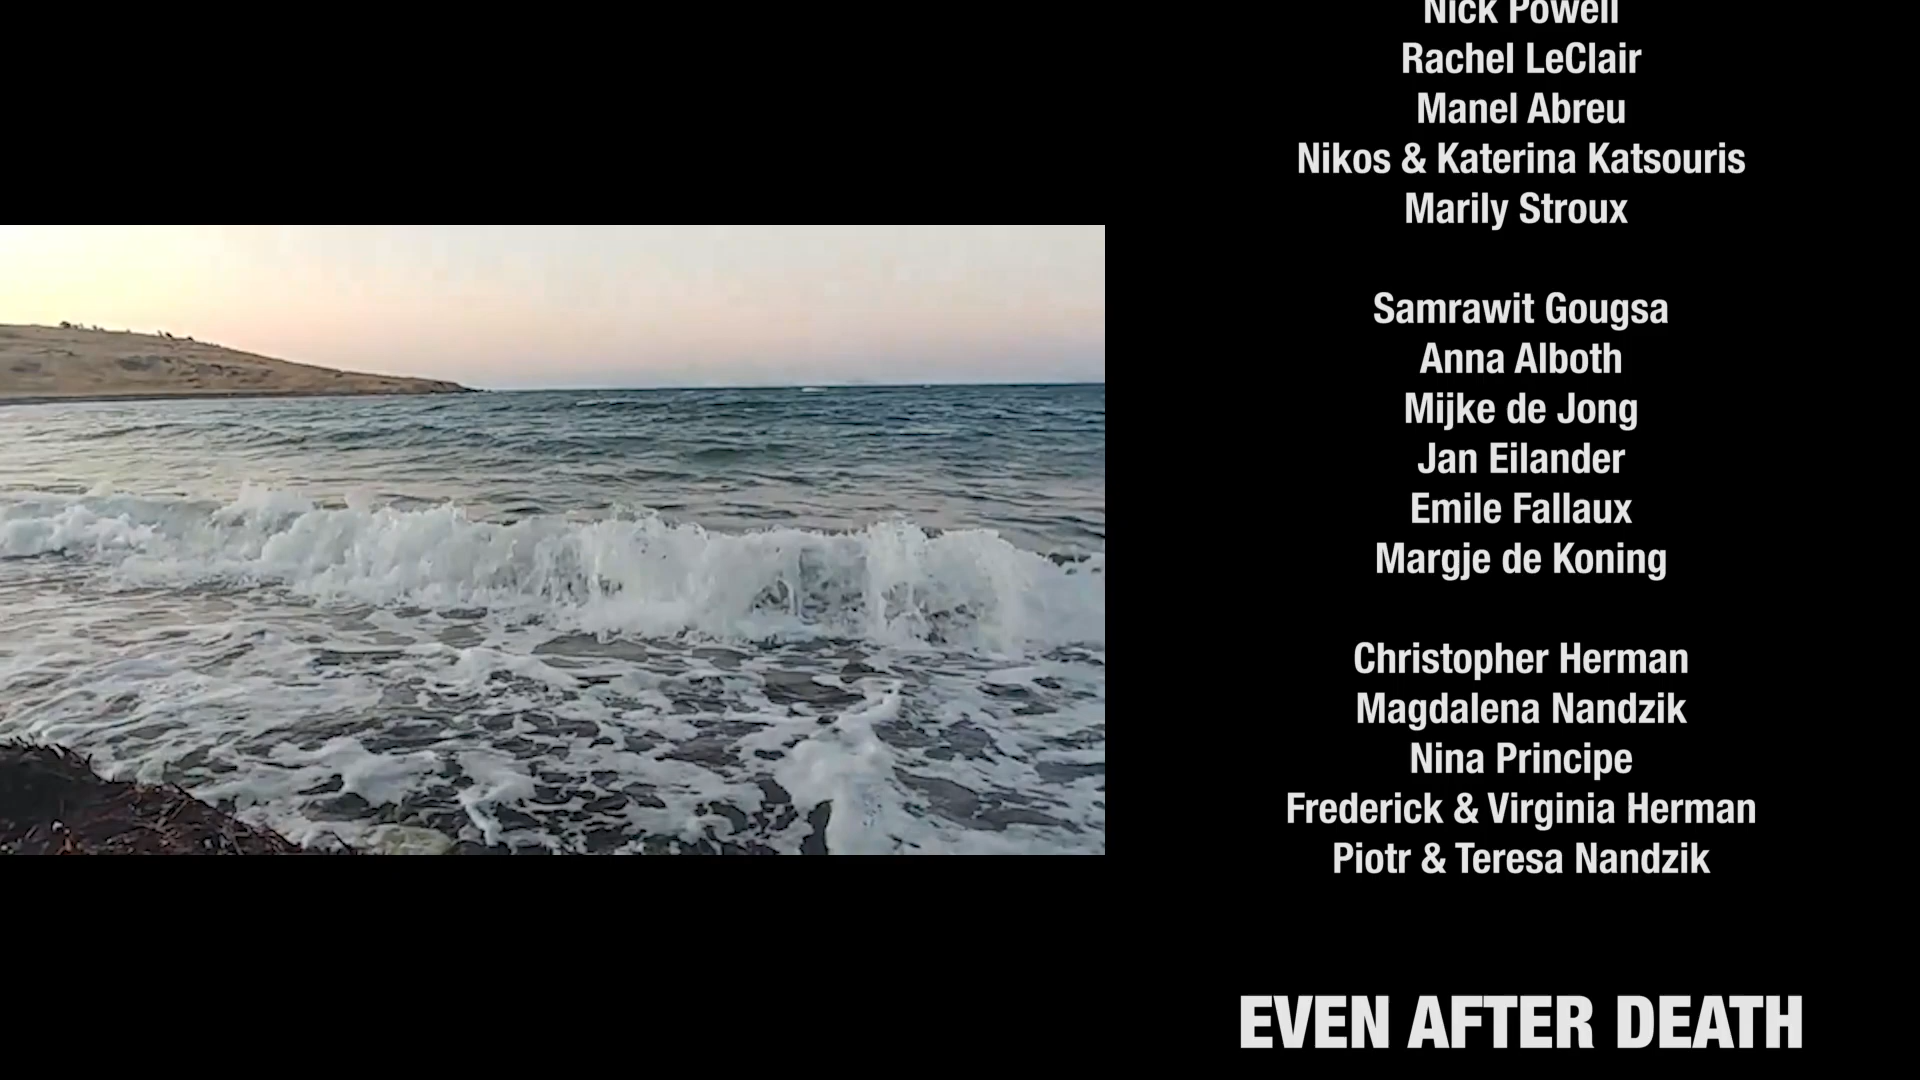 Nick Powell
Rachel LeClair
Manel Abreu
Nikos & Katerina Katsouris
Marily Stroux
Samrawit Gougsa
Anna Alboth
Mijke de Jong
Jan Eilander
Emile Fallaux
Margje de Koning
Christopher Herman
Magdalena Nandzik
Nina Principe
Frederick & Virginia Herman
Piotr & Teresa Nandzik
EVEN AFTER DEATH